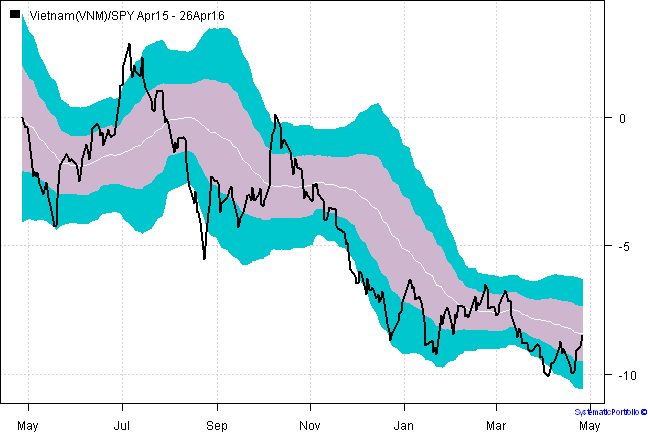 Vietnam(VNM)/SPY Apr15 - 26Apr16
0
-5
-10
SystematicPortfolio ©
May Jul Sep Nov Jan Mar May